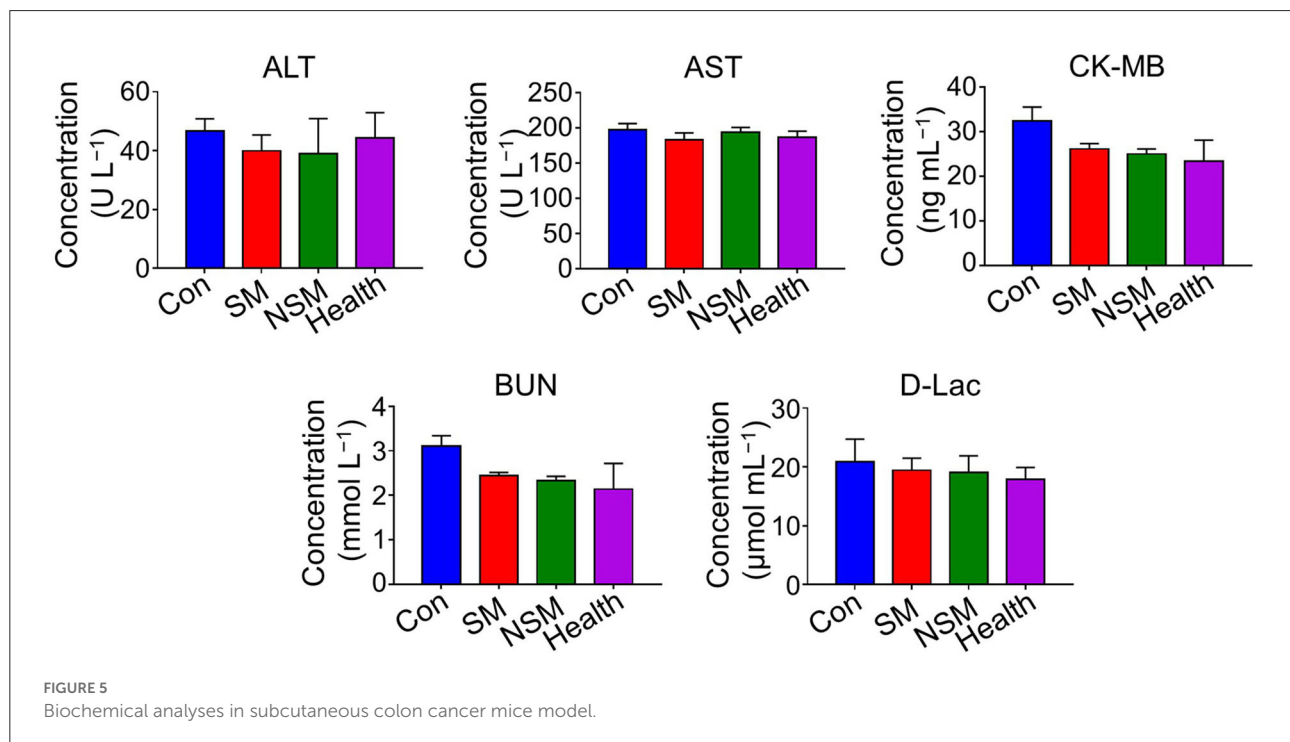 ALT
Concentration
(U L⁻¹)
60
40
20
0
Con
SM
NSM
Health
AST
Concentration
(U L⁻¹)
250
200
150
100
50
0
Con
SM
NSM
Health
CK-MB
Concentration
(ng mL⁻¹)
40
30
20
10
0
Con
SM
NSM
Health
BUN
Concentration
(mmol L⁻¹)
4
3
2
1
0
Con
SM
NSM
Health
D-Lac
Concentration
(μmol mL⁻¹)
30
20
10
0
Con
SM
NSM
Health
FIGURE 5
Biochemical analyses in subcutaneous colon cancer mice model.